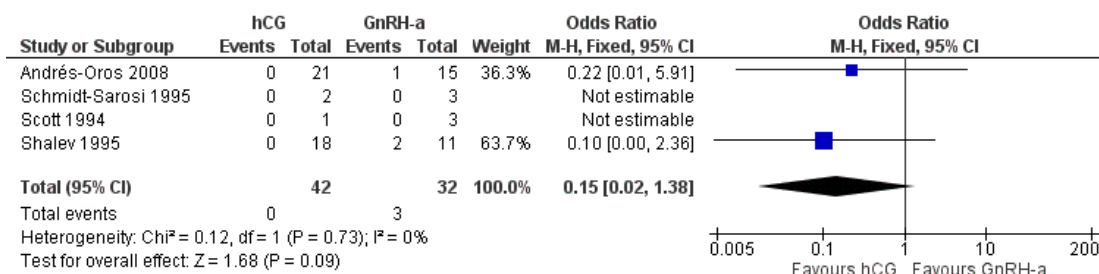 hCG GnRH-a Odds Ratio Odds Ratio
Study or Subgroup Events Total Events Total Weight M-H, Fixed, 95% CI M-H, Fixed, 95% CI
Andrés-Oros 2008 0 21 1 15 36.3% 0.22 [0.01, 5.91]
Schmidt-Sarosi 1995 0 2 0 3 Not estimable
Scott 1994 0 1 0 3 Not estimable
Shalev 1995 0 18 2 11 63.7% 0.10 [0.00, 2.36]
Total (95% CI) 42 32 100.0% 0.15 [0.02, 1.38]
Total events 0 3
Heterogeneity: Chi² = 0.12, df = 1 (P = 0.73); I² = 0%
Test for overall effect: Z = 1.68 (P = 0.09)
0.005 0.1 1 10 200
Favours hCG Favours GnRH-a